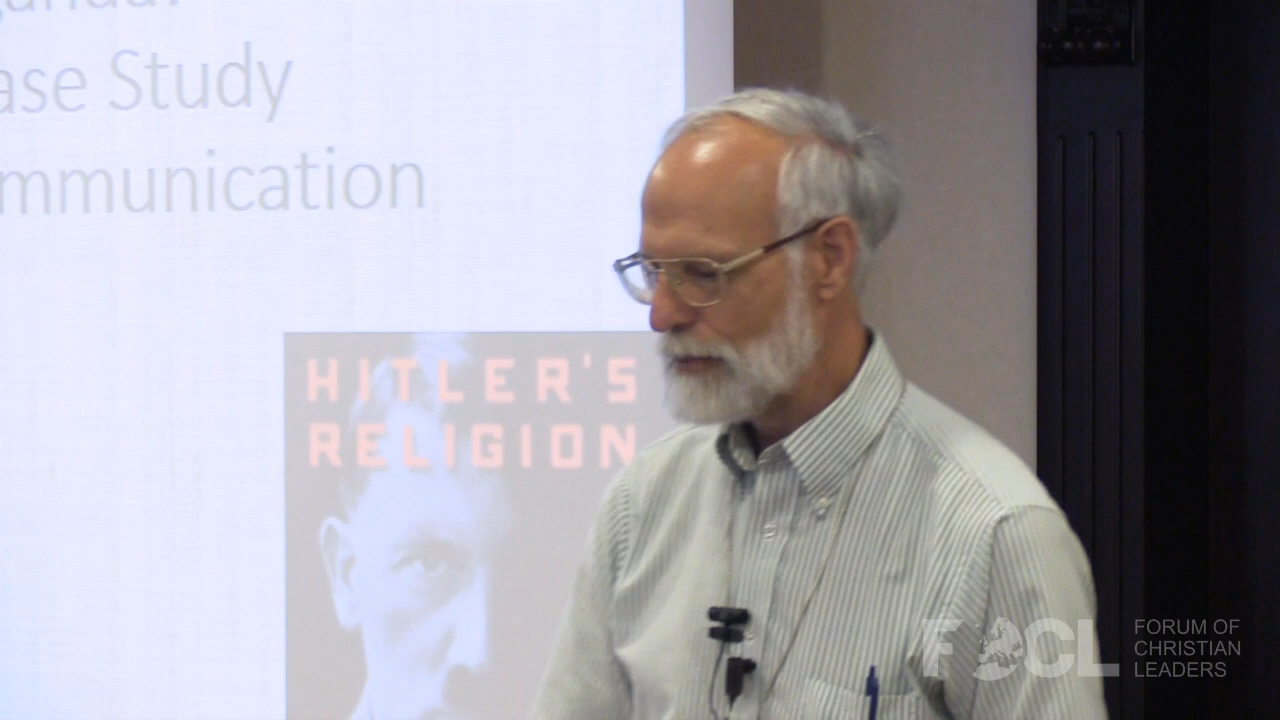 ase Study
mmunication
HITLER'S
RELIGION
FOCL
FORUM OF
CHRISTIAN
LEADERS